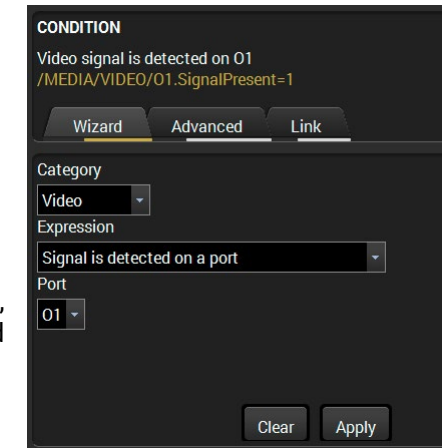 CONDITION
Video signal is detected on O1
/MEDIA/VIDEO/O1.SignalPresent=1
Wizard Advanced Link
Category
Video
Expression
Signal is detected on a port
Port
O1
Clear Apply